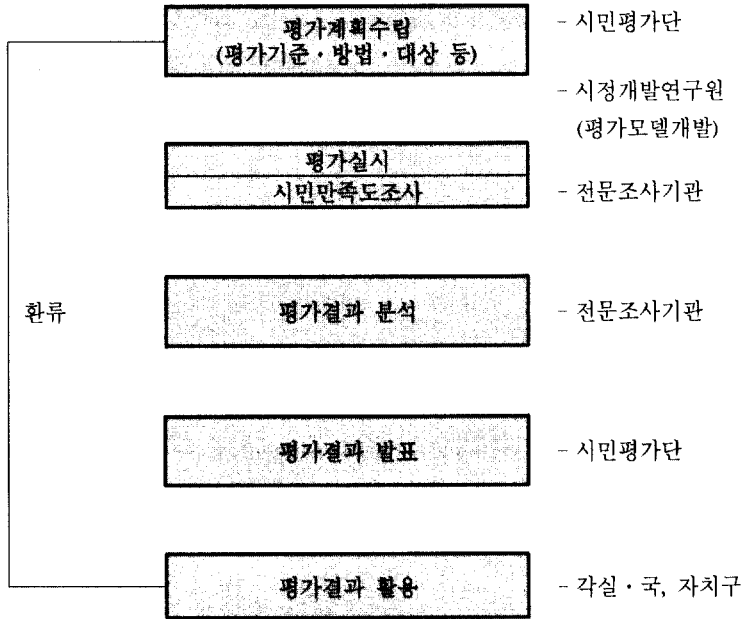 평가계획수립
(평가기준·방법·대상 등)
- 시민평가단
- 시정개발연구원
(평가모델개발)
평가실시
시민만족도조사
- 전문조사기관
환류
평가결과 분석
- 전문조사기관
평가결과 발표
- 시민평가단
평가결과 활용
- 각실·국, 자치구